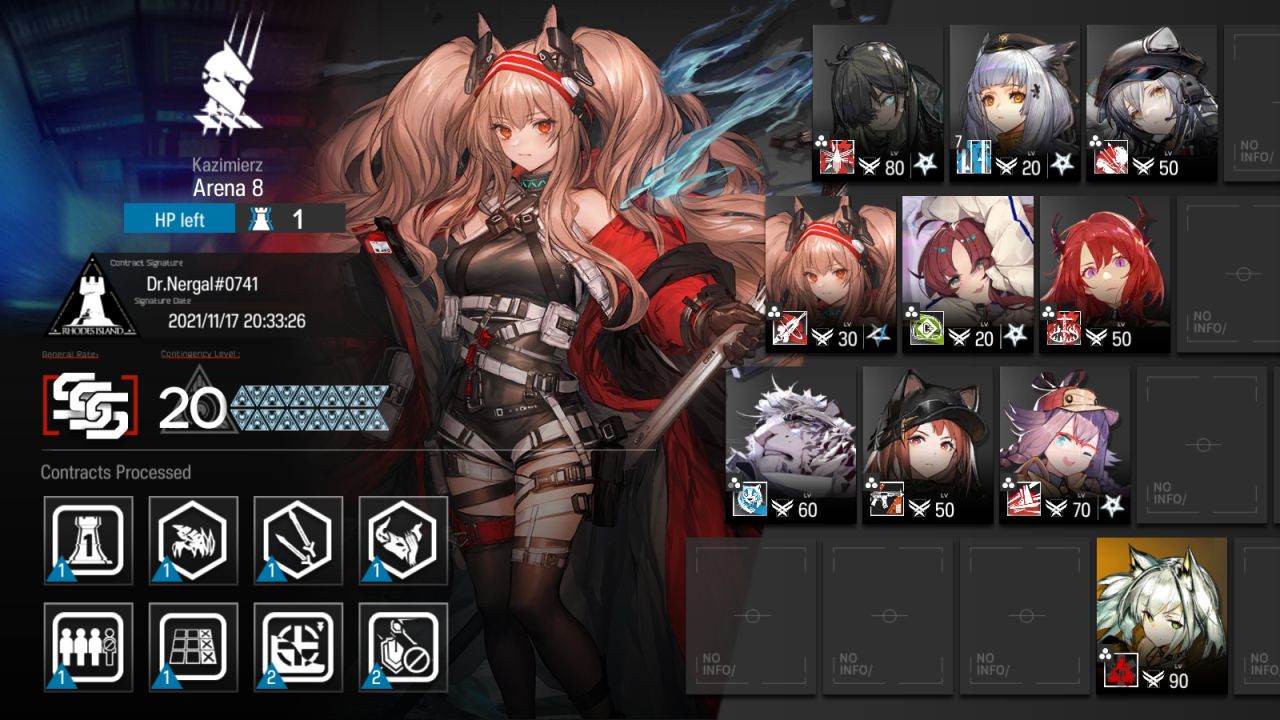 Kazimierz
Arena 8
HP left 1
Contract Signature
Dr.Nergal#0741
Signature Date
2021/11/17 20:33:26
RHODES ISLAND
General Rate:
Contingency Level :
20
Contracts Processed
1
1 1 1 1
1 1 2 2
LV 80
7 LV 20
LV 50
NO
INFO/
LV 30
LV 20
LV 50
NO
INFO/
LV 60
LV 50
LV 70
NO
INFO/
NO
INFO/
NO
INFO/
NO
INFO/
LV 90
NO
INFO